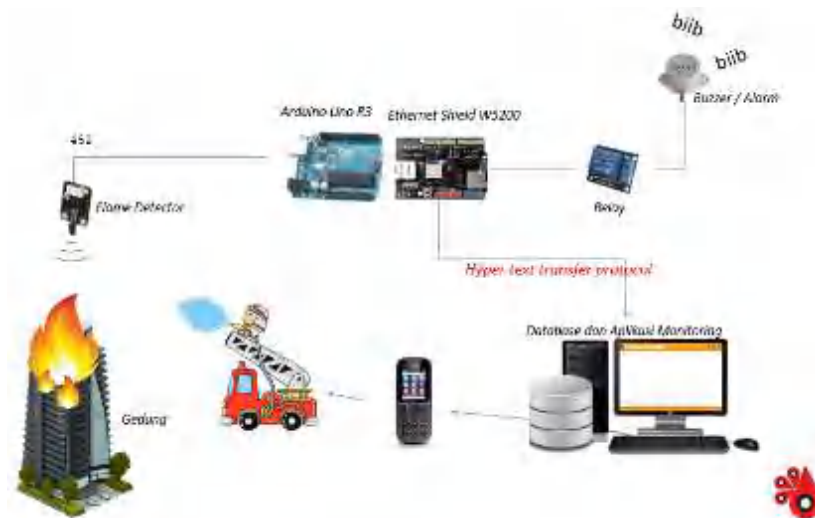 biib
biib
Buzzer / Alarm
Arduino Uno R3
Ethernet Shield W5200
451
Flame Detector
Relay
Hyper text transfer protocol
Database dan Aplikasi Monitoring
Gedung